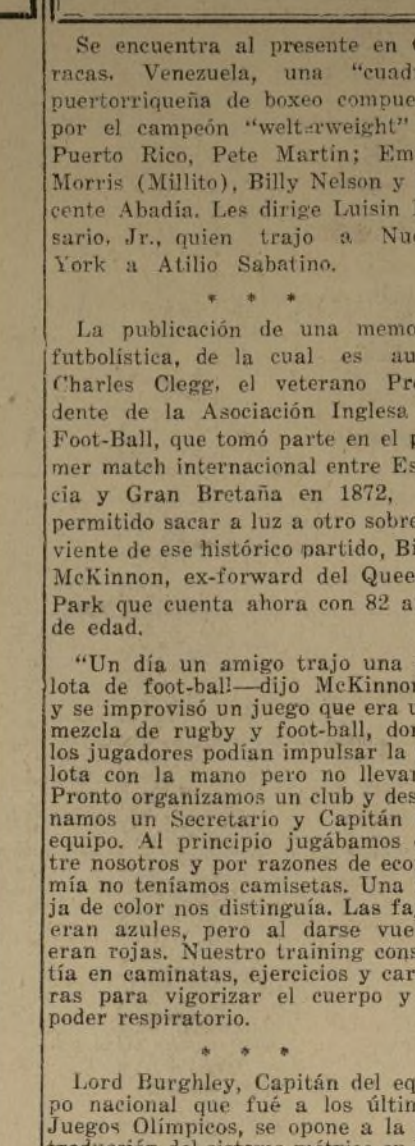 Se encuentra al presente en
racas, Venezuela, una "cuad
puertorriqueña de boxeo compue
por el campeón "welterweight"
Puerto Rico, Pete Martín; Em
Morris (Millito), Billy Nelson y
cente Abadía. Les dirige Luisin
sario, Jr., quien trajo a Nu
York a Atilio Sabatino.
* * *
La publicación de una memo
futbolística, de la cual es au
Charles Clegg, el veterano Pre
dente de la Asociación Inglesa
Foot-Ball, que tomó parte en el p
mer match internacional entre Es
cia y Gran Bretaña en 1872,
permitido sacar a luz a otro sobre
viente de ese histórico partido, Bi
McKinnon, ex-forward del Quee
Park que cuenta ahora con 82 a
de edad.
"Un día un amigo trajo una
lota de foot-ball—dijo McKinnon
y se improvisó un juego que era u
mezcla de rugby y foot-ball, don
los jugadores podían impulsar la
lota con la mano pero no llevar
Pronto organizamos un club y des
namos un Secretario y Capitán
equipo. Al principio jugábamos
tre nosotros y por razones de eco
mía no teníamos camisetas. Una
ja de color nos distinguía. Las fa
eran azules, pero al darse vue
eran rojas. Nuestro training cons
tía en caminatas, ejercicios y car
ras para vigorizar el cuerpo y
poder respiratorio.
* * *
Lord Burghley, Capitán del eq
po nacional que fué a los últim
Juegos Olímpicos, se opone a la